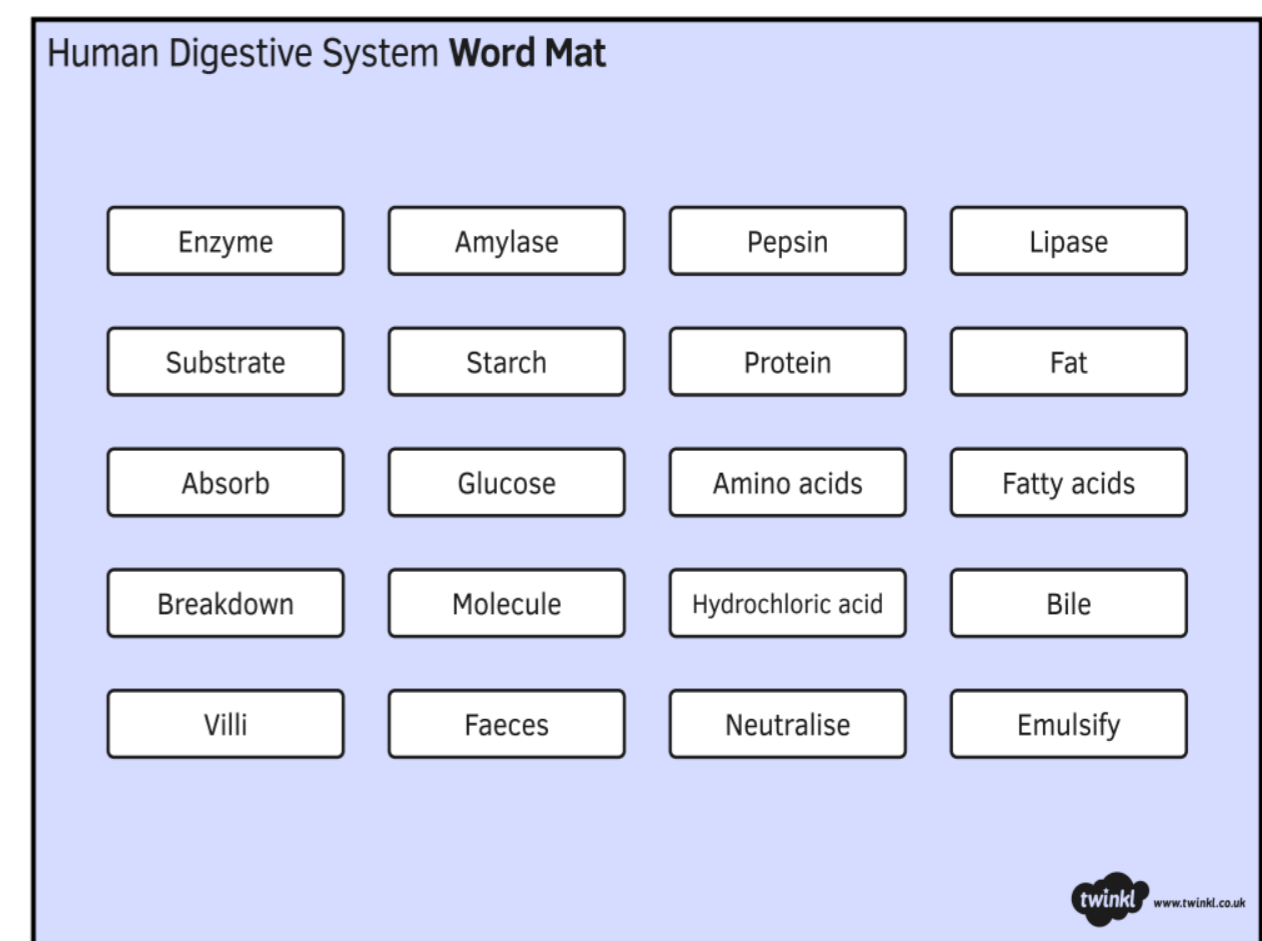 Human Digestive System Word Mat
Enzyme Amylase Pepsin Lipase
Substrate Starch Protein Fat
Absorb Glucose Amino acids Fatty acids
Breakdown Molecule Hydrochloric acid Bile
Villi Faeces Neutralise Emulsify
twinkl www.twinkl.co.uk